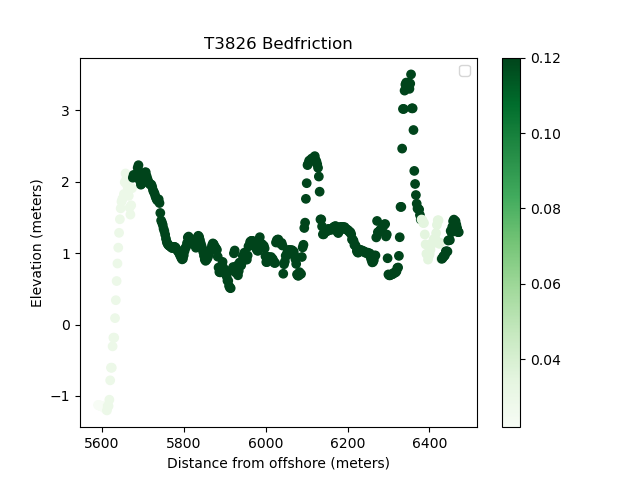 T3826 Bedfriction
Elevation (meters)
3
2
1
0
−1
5600 5800 6000 6200 6400
Distance from offshore (meters)
0.12
0.10
0.08
0.06
0.04